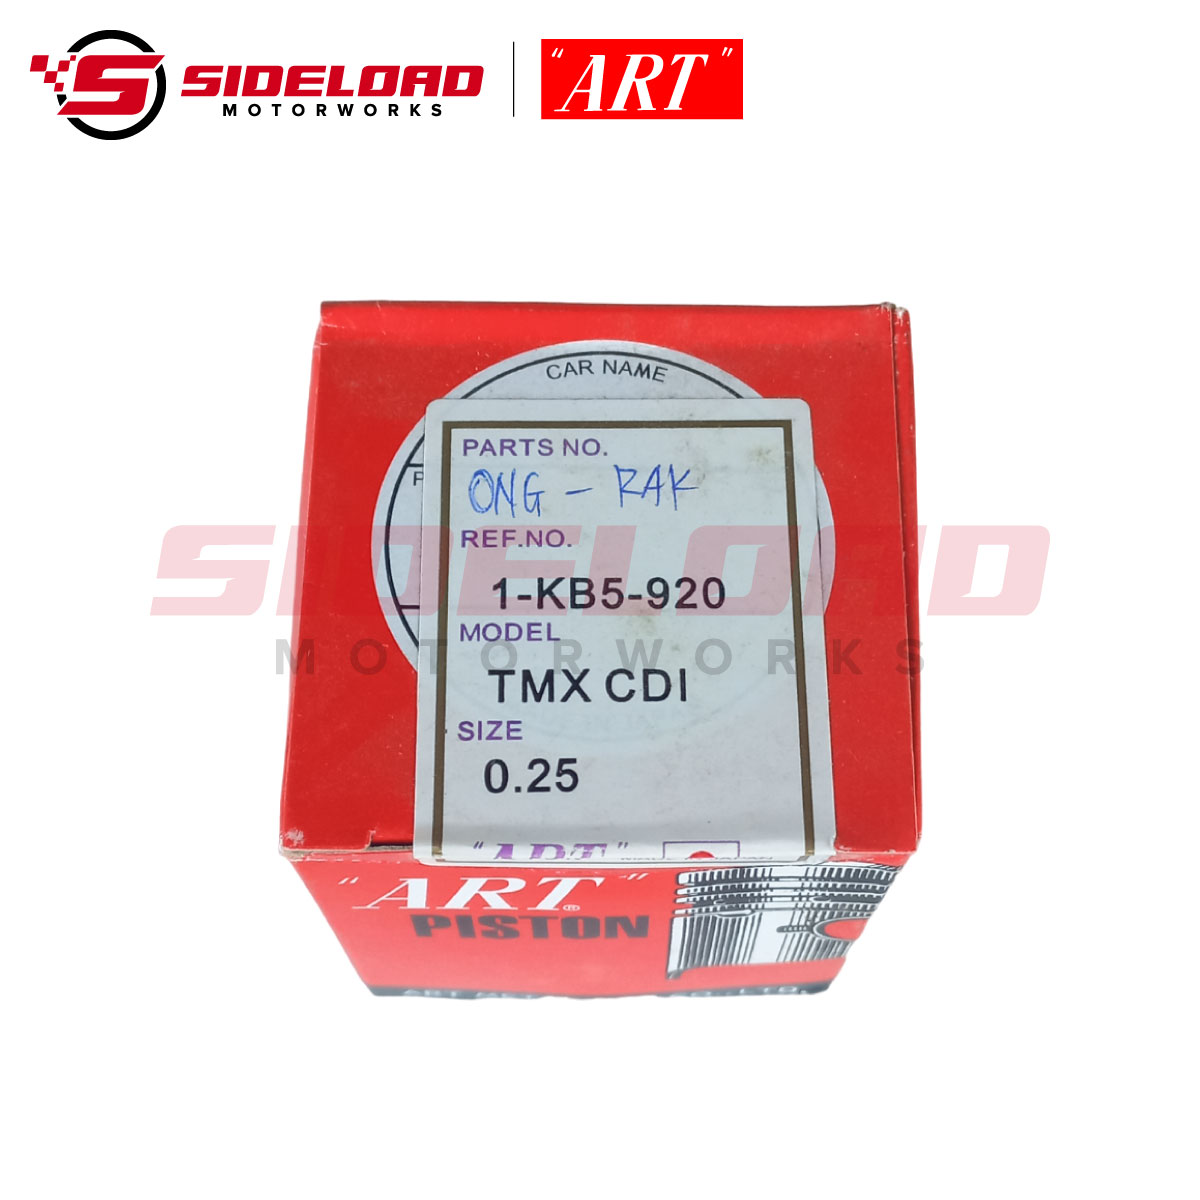 SIDELOAD
MOTORWORKS
"ART"
CAR NAME
PARTS NO.
ONG - RAK
REF.NO.
1-KB5-920
MODEL
TMX CDI
SIZE
0.25
"ART"
"ART"®
PISTON
SIDELOAD
MOTORWORKS